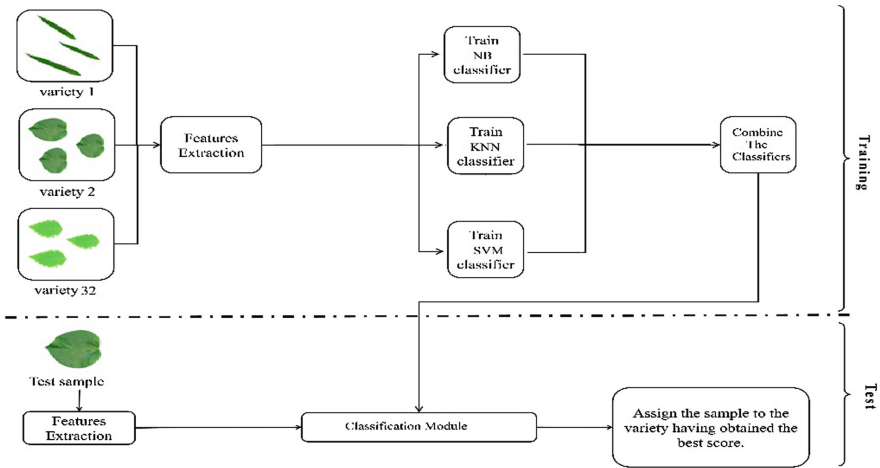 variety 1
variety 2
variety 32
Features
Extraction
Train
NB
classifier
Train
KNN
classifier
Train
SVM
classifier
Combine
The
Classifiers
Training
Test sample
Features
Extraction
Classification Module
Assign the sample to the
variety having obtained the
best score.
Test